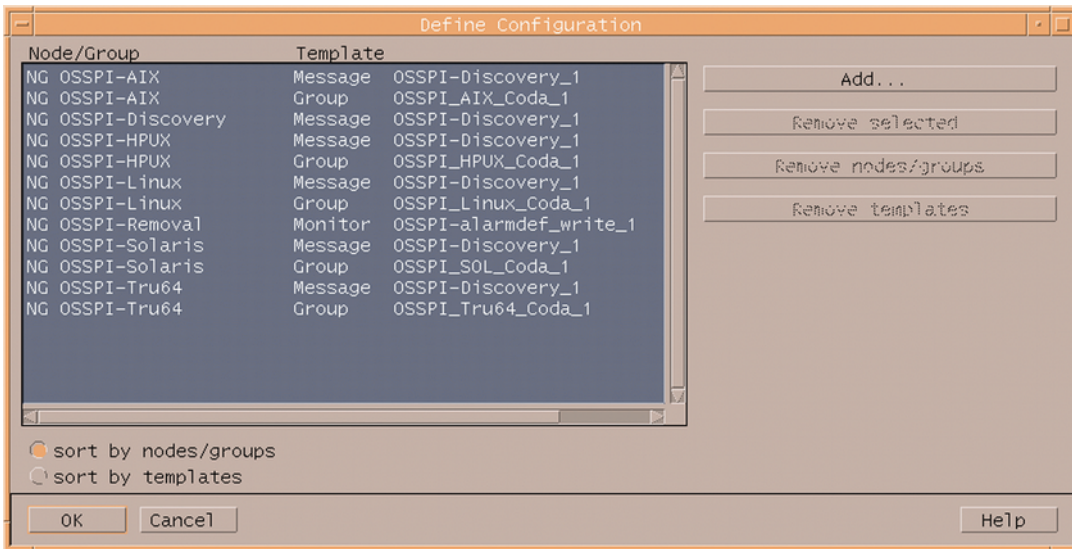 Define Configuration
Node/Group Template
NG OSSPI-AIX Message OSSPI-Discovery_1
NG OSSPI-AIX Group OSSPI_AIX_Coda_1
NG OSSPI-Discovery Message OSSPI-Discovery_1
NG OSSPI-HPUX Message OSSPI-Discovery_1
NG OSSPI-HPUX Group OSSPI_HPUX_Coda_1
NG OSSPI-Linux Message OSSPI-Discovery_1
NG OSSPI-Linux Group OSSPI_Linux_Coda_1
NG OSSPI-Removal Monitor OSSPI-alarmdef_write_1
NG OSSPI-Solaris Message OSSPI-Discovery_1
NG OSSPI-Solaris Group OSSPI_SOL_Coda_1
NG OSSPI-Tru64 Message OSSPI-Discovery_1
NG OSSPI-Tru64 Group OSSPI_Tru64_Coda_1
Add...
Remove selected
Remove nodes/groups
Remove templates
sort by nodes/groups
sort by templates
OK Cancel Help